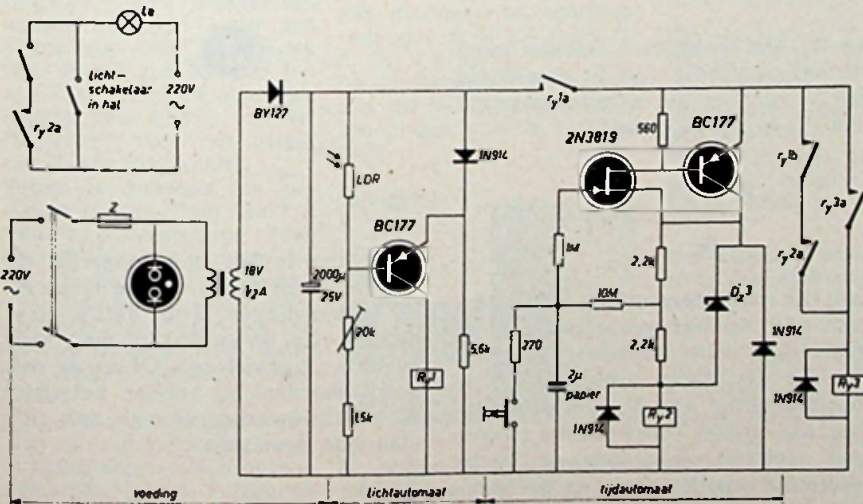 La
licht-
schakelaar
in hal
220V
~
ry2a
BY127
ry1a
560
2N3819
BC177
ry1b
ry3a
LDR
1N914
BC177
1M
2,2k
ry2a
Z
220V
~
18V
½A
2000µ
25V
20k
10M
Dz3
270
5,6k
2,2k
1N914
Ry1
2µ
papier
1N914
Ry2
1N914
Ry3
1,5k
voeding
lichtautomaat
tijdautomaat